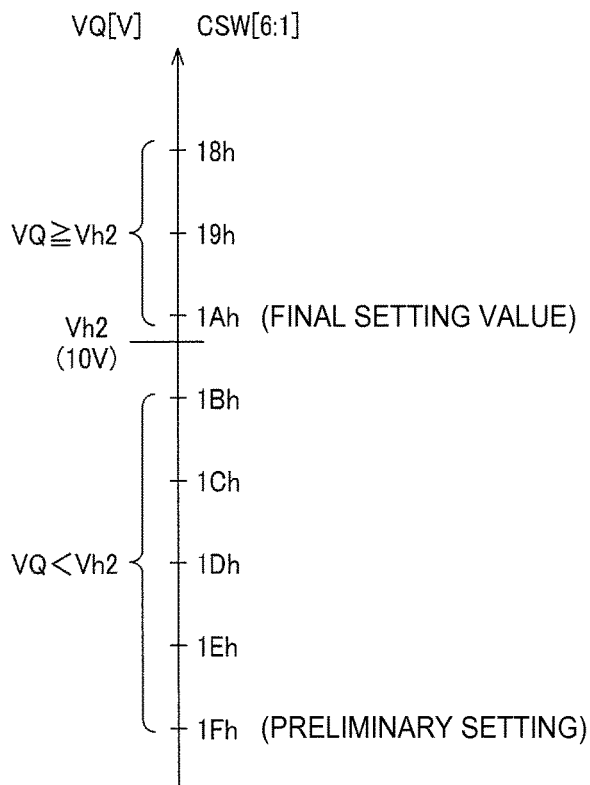 VQ[V] CSW[6:1]
18h
VQ≧Vh2 19h
1Ah (FINAL SETTING VALUE)
Vh2
(10V)
1Bh
1Ch
VQ<Vh2 1Dh
1Eh
1Fh (PRELIMINARY SETTING)